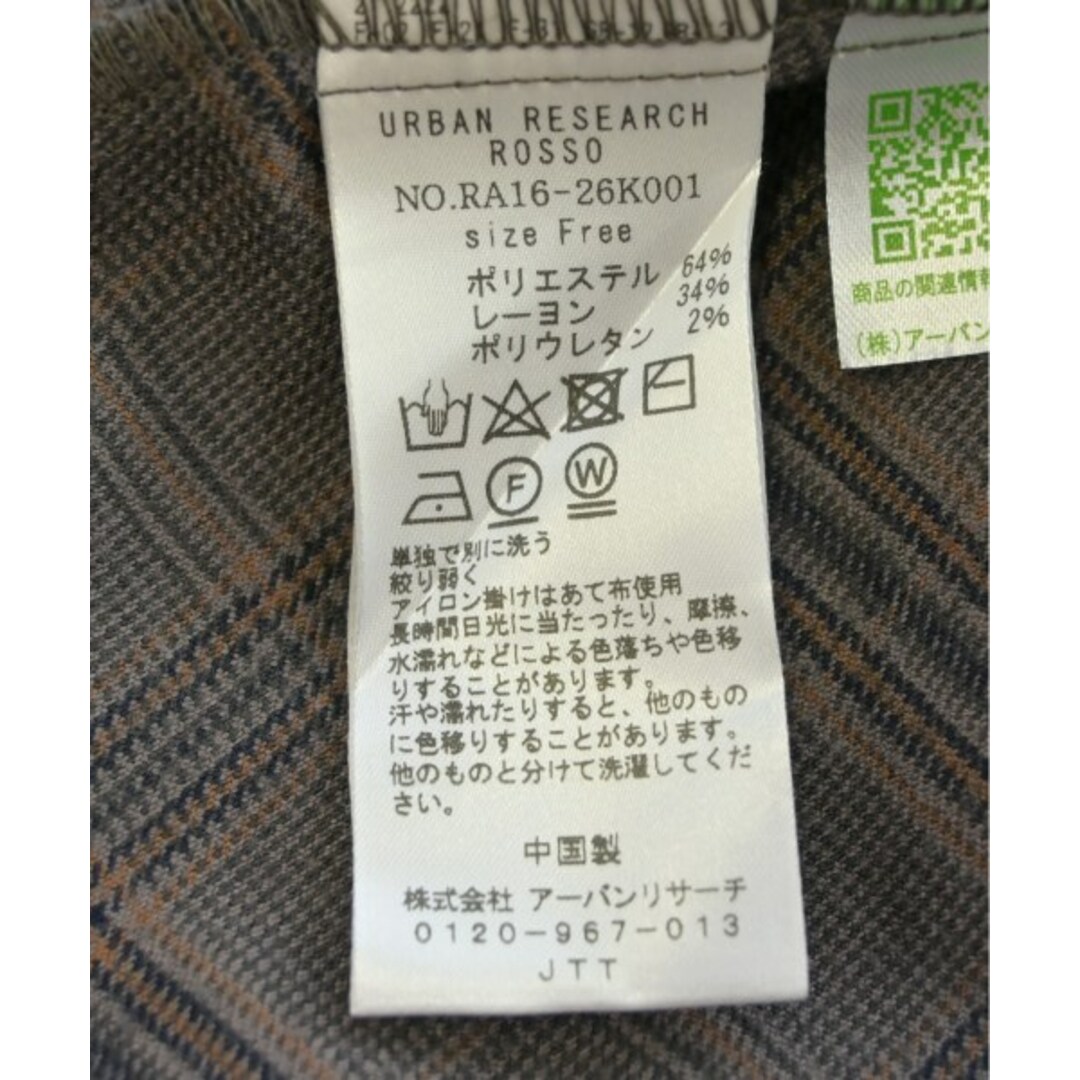 URBAN RESEARCH
ROSSO
NO.RA16-26K001
size Free
ポリエステル 64%
レーヨン 34%
ポリウレタン 2%
F W
単独で別に洗う
絞り弱く
アイロン掛けはあて布使用
長時間日光に当たったり、摩擦、
水濡れなどによる色落ちや色移
りすることがあります。
汗や濡れたりすると、他のもの
に色移りすることがあります。
他のものと分けて洗濯してくだ
さい。
中国製
株式会社 アーバンリサーチ
0120-967-013
JTT
商品の関連情報
(株)アーバン